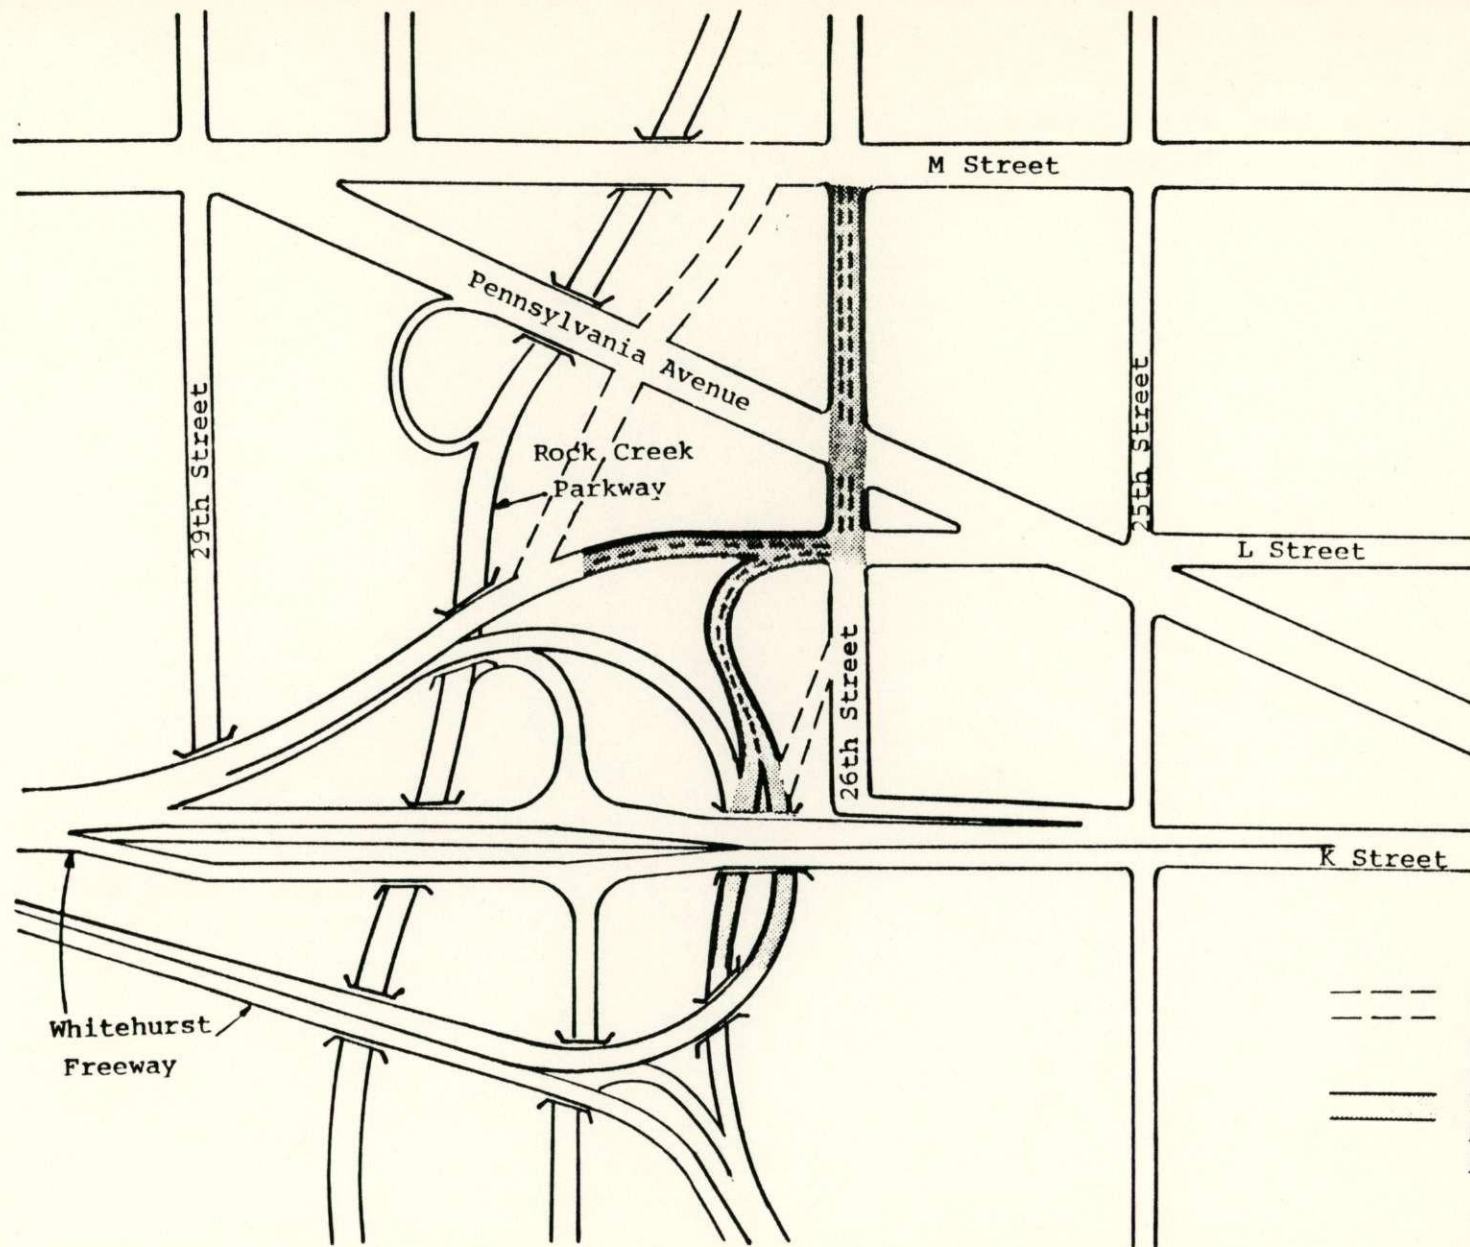 M Street
Pennsylvania Avenue
29th Street
25th Street
Rock Creek
Parkway
L Street
26th Street
K Street
Whitehurst
Freeway